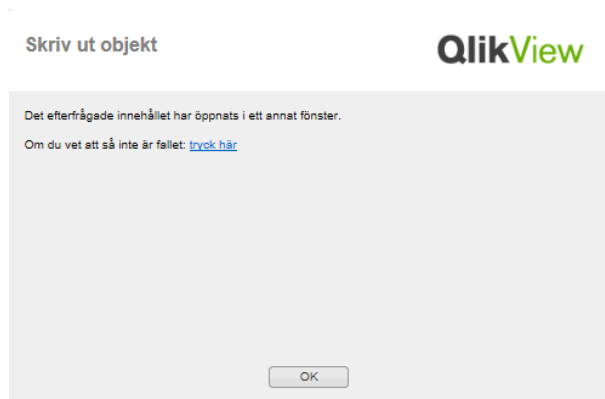 Skriv ut objekt
QlikView
Det efterfrågade innehållet har öppnats i ett annat fönster.
Om du vet att så inte är fallet: tryck här
OK